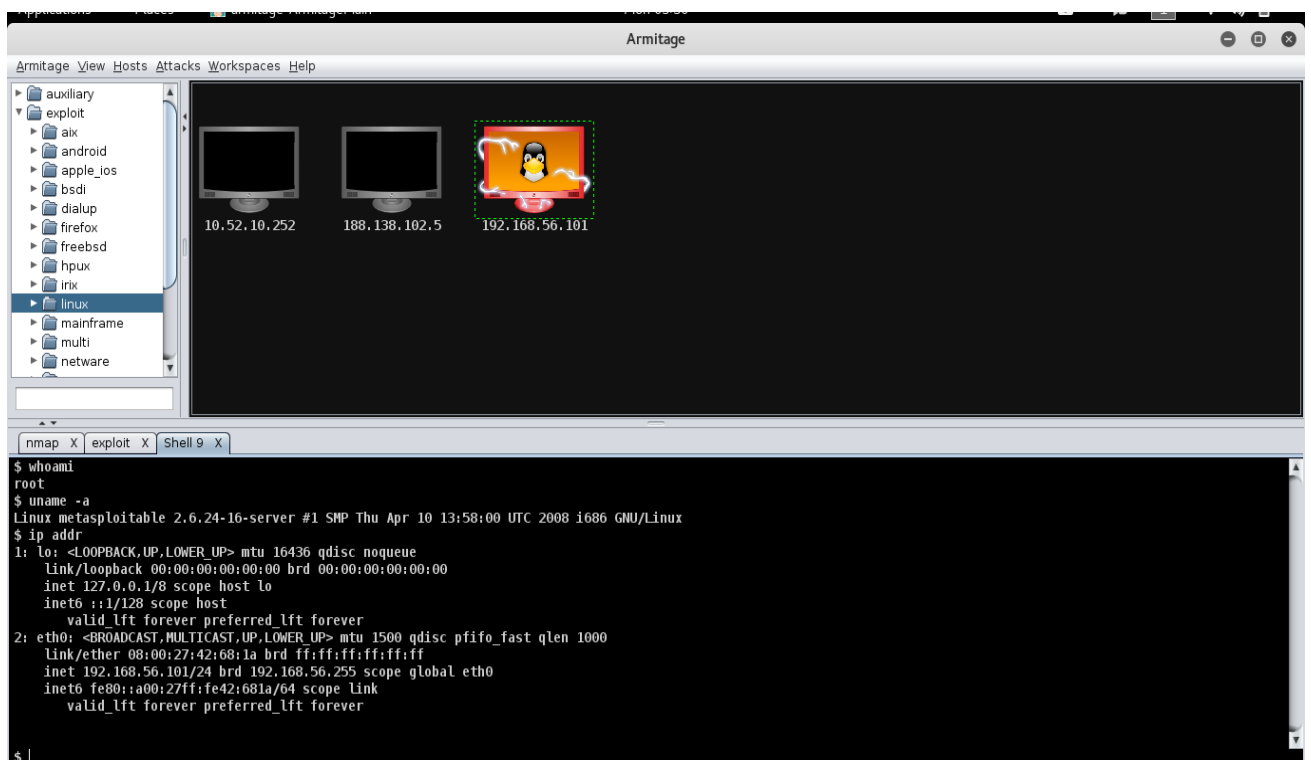 Applications Places armitage-ArmitageMain Mon 05:50
Armitage
Armitage View Hosts Attacks Workspaces Help
auxiliary
exploit
aix
android
apple_ios
bsdi
dialup
firefox
freebsd
hpux
irix
linux
mainframe
multi
netware
10.52.10.252 188.138.102.5 192.168.56.101
nmap X exploit X Shell 9 X
$ whoami
root
$ uname -a
Linux metasploitable 2.6.24-16-server #1 SMP Thu Apr 10 13:58:00 UTC 2008 i686 GNU/Linux
$ ip addr
1: lo: <LOOPBACK,UP,LOWER_UP> mtu 16436 qdisc noqueue
link/loopback 00:00:00:00:00:00 brd 00:00:00:00:00:00
inet 127.0.0.1/8 scope host lo
inet6 ::1/128 scope host
valid_lft forever preferred_lft forever
2: eth0: <BROADCAST,MULTICAST,UP,LOWER_UP> mtu 1500 qdisc pfifo_fast qlen 1000
link/ether 08:00:27:42:68:1a brd ff:ff:ff:ff:ff:ff
inet 192.168.56.101/24 brd 192.168.56.255 scope global eth0
inet6 fe80::a00:27ff:fe42:681a/64 scope link
valid_lft forever preferred_lft forever
$